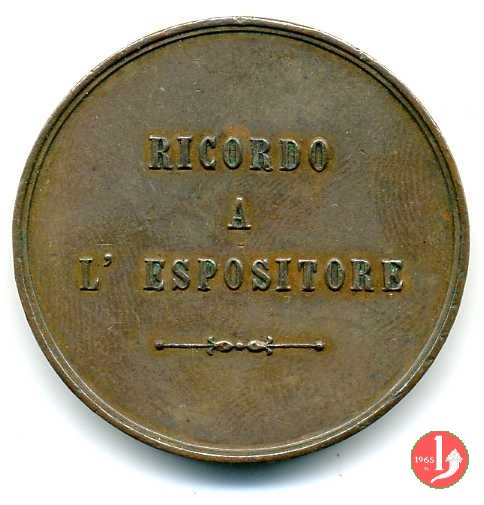 RICORDO
A
L' ESPOSITORE
1965